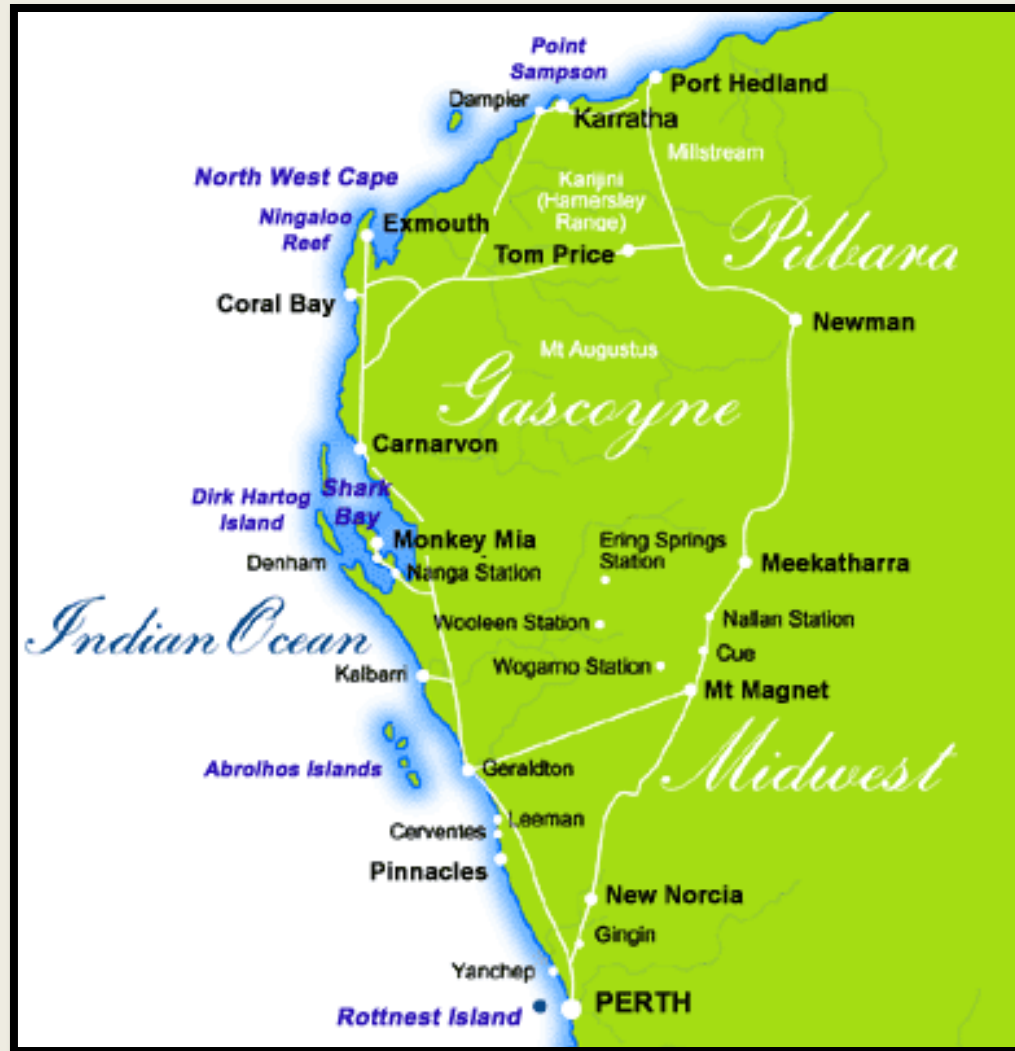 Point
Sampson
Port Hedland
Dampier
Karratha
Millstream
North West Cape
Karijini
(Hamersley
Range)
Ningaloo
Reef
Exmouth
Pilbara
Tom Price
Coral Bay
Newman
Mt Augustus
Gascoyne
Carnarvon
Dirk Hartog
Island
Shark
Bay
Monkey Mia
Ering Springs
Station
Denham
Nanga Station
Meekatharra
Indian Ocean
Wooleen Station
Nallan Station
Cue
Kalbarri
Wogarno Station
Mt Magnet
Midwest
Abrolhos Islands
Geraldton
Leeman
Cerventes
Pinnacles
New Norcia
Gingin
Yanchep
PERTH
Rottnest Island